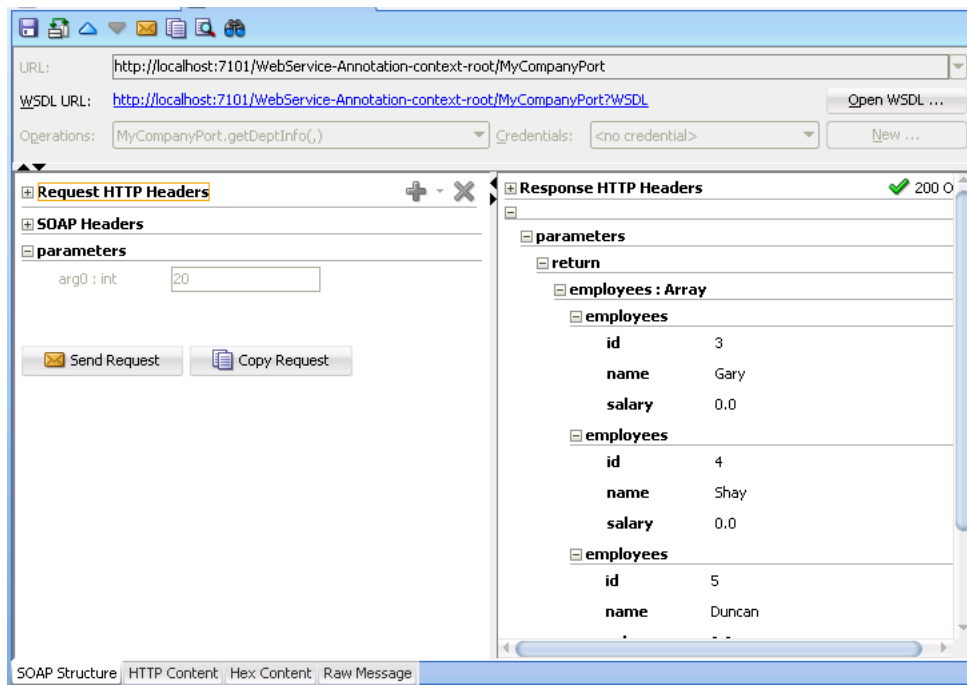 URL: http://localhost:7101/WebService-Annotation-context-root/MyCompanyPort
WSDL URL: http://localhost:7101/WebService-Annotation-context-root/MyCompanyPort?WSDL Open WSDL ...
Operations: MyCompanyPort.getDeptInfo(,) Credentials: <no credential> New ...
Request HTTP Headers
SOAP Headers
parameters
arg0 : int 20
Send Request Copy Request
Response HTTP Headers 200 O
parameters
return
employees : Array
employees
id 3
name Gary
salary 0.0
employees
id 4
name Shay
salary 0.0
employees
id 5
name Duncan
SOAP Structure HTTP Content Hex Content Raw Message